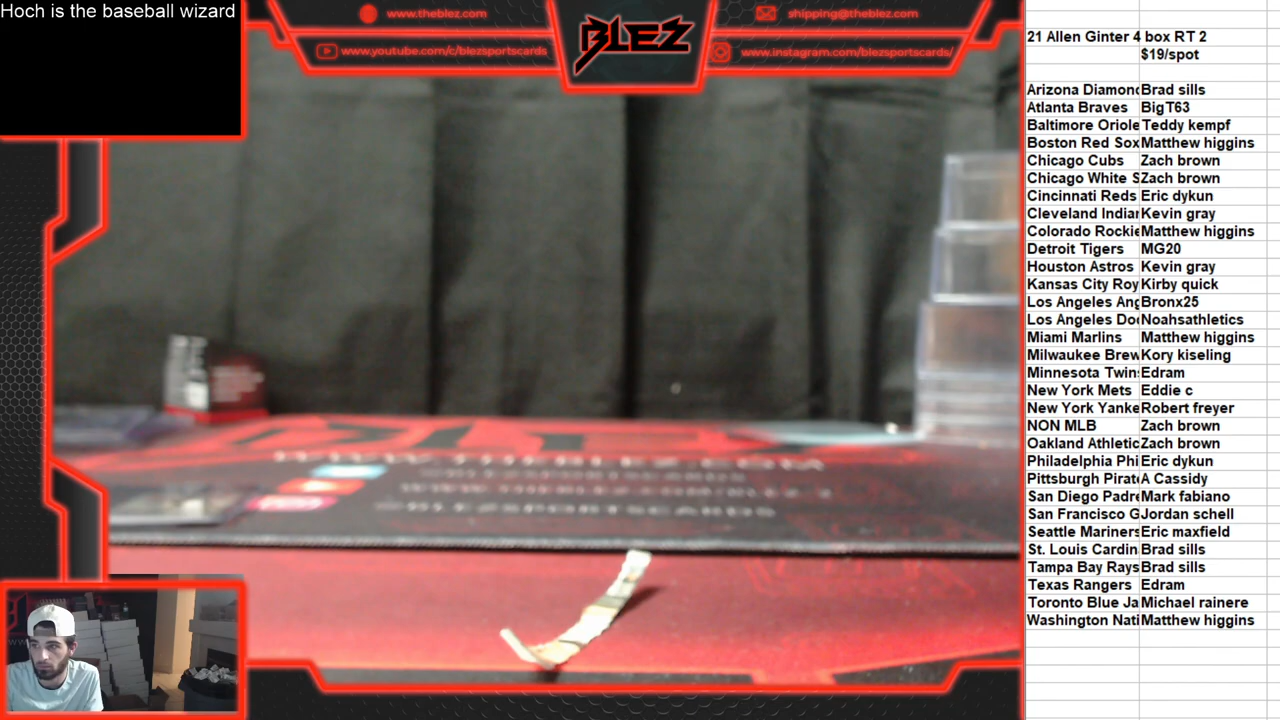 Hoch is the baseball wizard
www.theblez.com
shipping@theblez.com
BLEZ
www.youtube.com/c/blezsportscards
www.instagram.com/blezsportscards/
21 Allen Ginter 4 box RT 2
$19/spot
Arizona Diamond Brad sills
Atlanta Braves BigT63
Baltimore Oriole Teddy kempf
Boston Red Sox Matthew higgins
Chicago Cubs Zach brown
Chicago White S Zach brown
Cincinnati Reds Eric dykun
Cleveland Indian Kevin gray
Colorado Rockie Matthew higgins
Detroit Tigers MG20
Houston Astros Kevin gray
Kansas City Roy Kirby quick
Los Angeles Ang Bronx25
Los Angeles Dod Noahsathletics
Miami Marlins Matthew higgins
Milwaukee Brew Kory kiseling
Minnesota Twins Edram
New York Mets Eddie c
New York Yanke Robert freyer
NON MLB Zach brown
Oakland Athletic Zach brown
Philadelphia Phi Eric dykun
Pittsburgh Pirate A Cassidy
San Diego Padre Mark fabiano
San Francisco G Jordan schell
Seattle Mariners Eric maxfield
St. Louis Cardin Brad sills
Tampa Bay Rays Brad sills
Texas Rangers Edram
Toronto Blue Ja Michael rainere
Washington Nati Matthew higgins